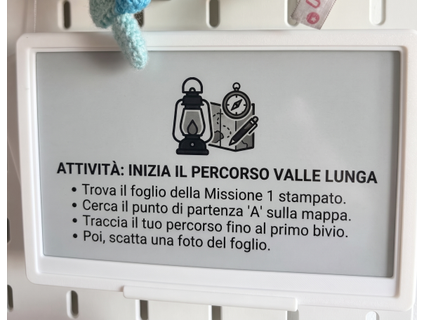 ATTIVITÀ: INIZIA IL PERCORSO VALLE LUNGA
• Trova il foglio della Missione 1 stampato.
• Cerca il punto di partenza 'A' sulla mappa.
• Traccia il tuo percorso fino al primo bivio.
• Poi, scatta una foto del foglio.